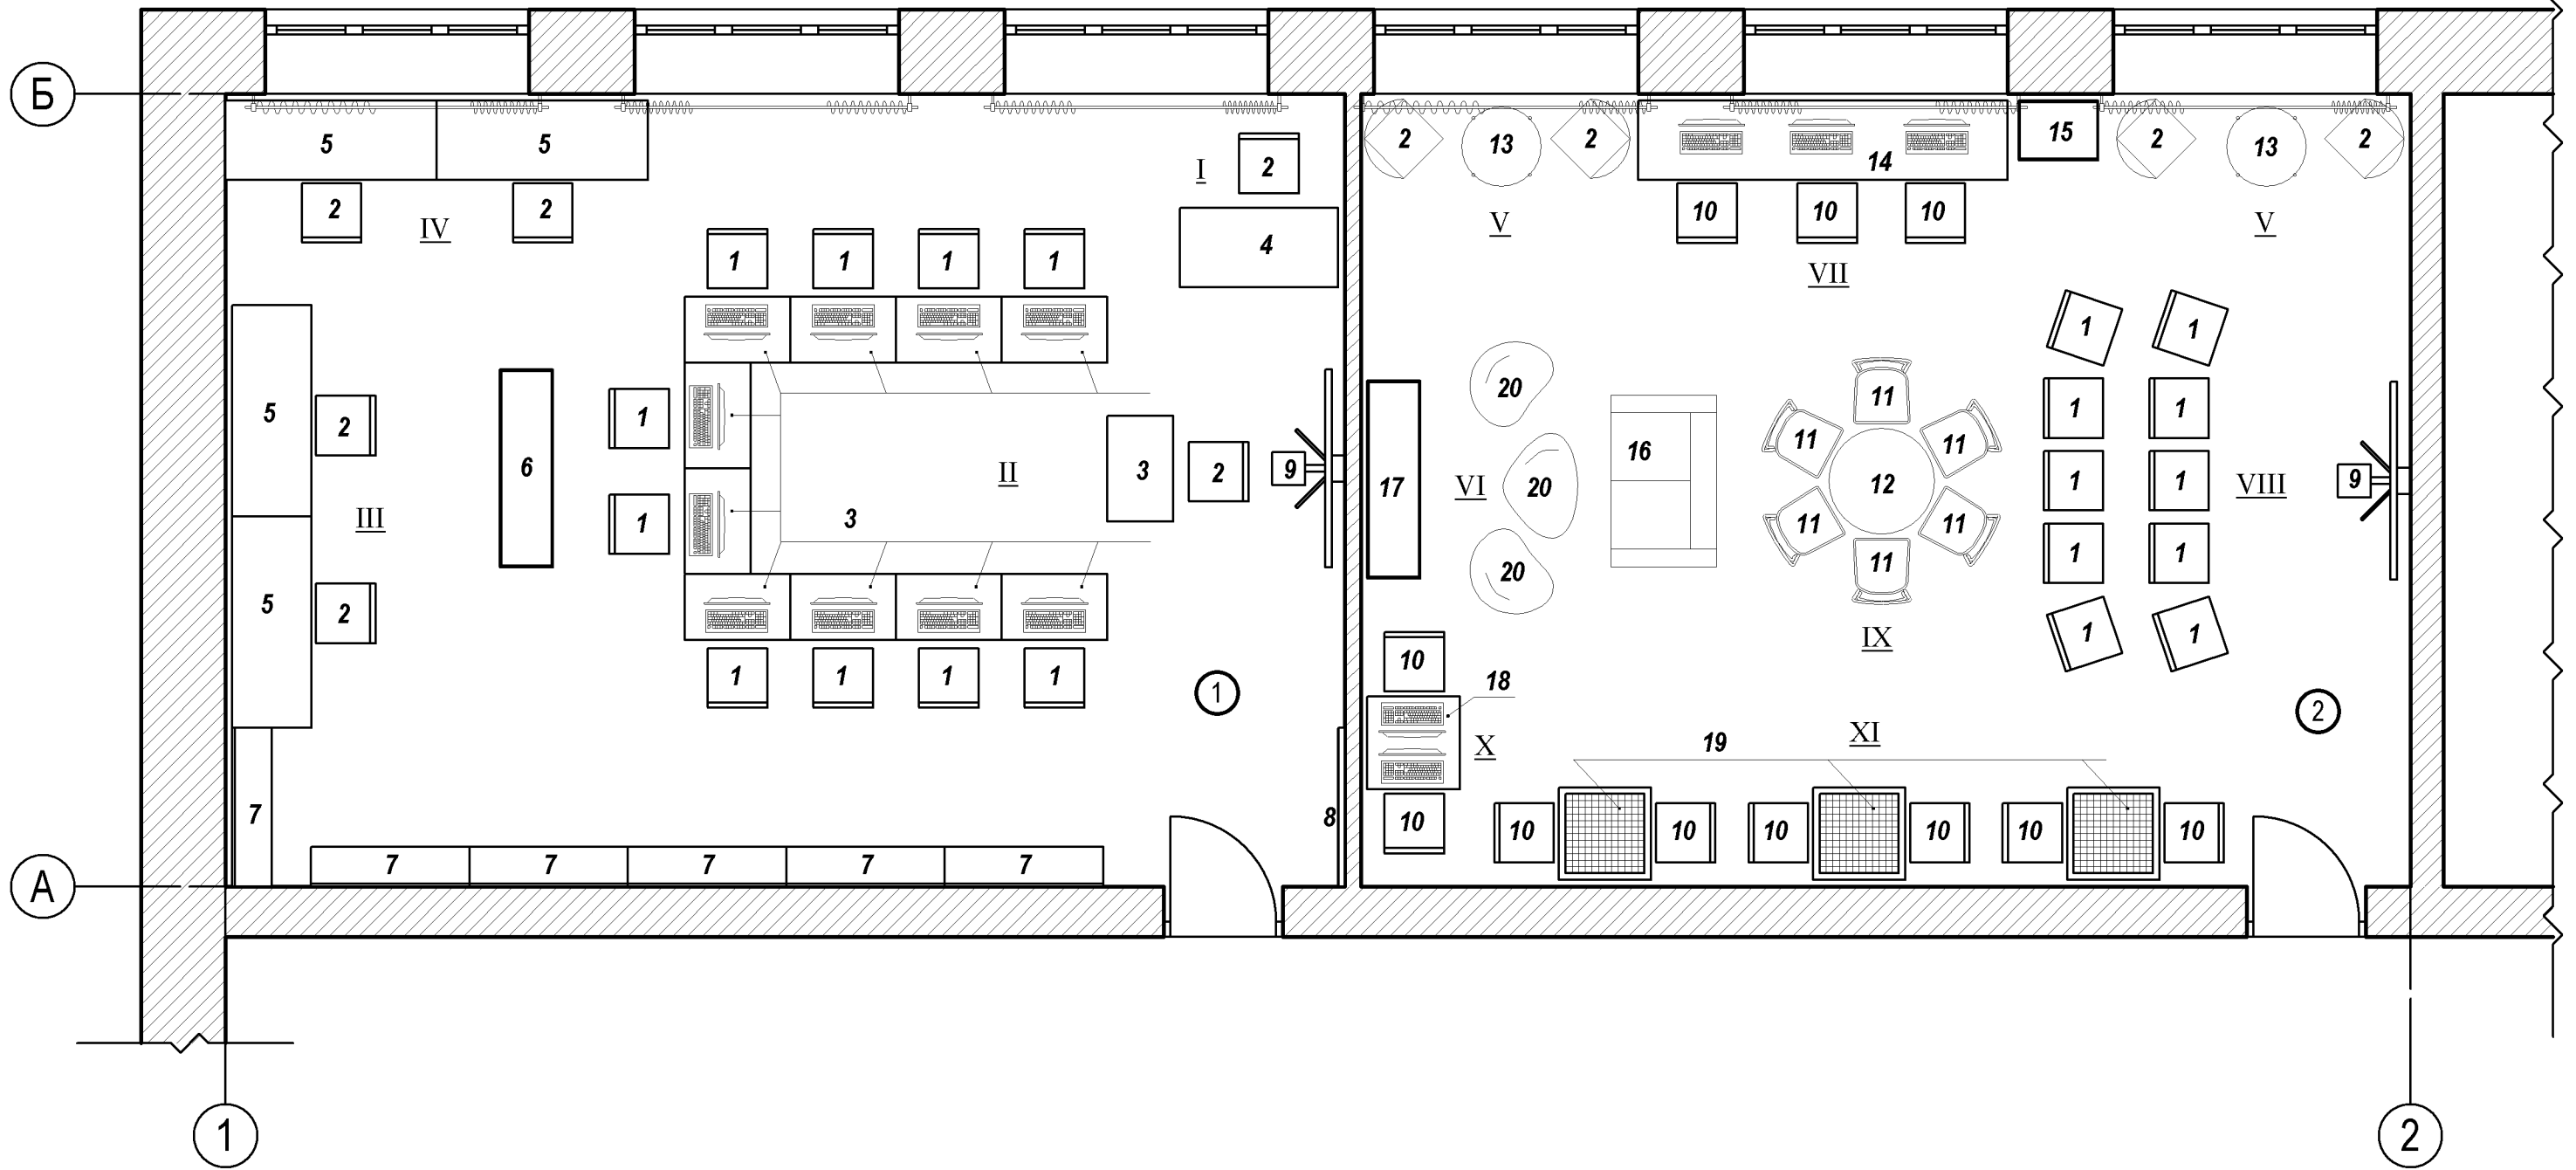 Б
5 5 I 2 2 13 2 14 15 2 13 2
2 2 IV 4 10 10 10 V VII V
1 1 1 1 1 1
5 2 1 20 11 1 1
6 II 3 2 9 16 11 11 1 1
III 1 3 17 VI 20 12 1 1 VIII 9
5 2 20 11 11 11 1 1
1 1 1 1 1 10 IX 1 1
18 2
X 19 XI
7 8 10 10 10 10 10 10 10
7 7 7 7 7
А
1 2